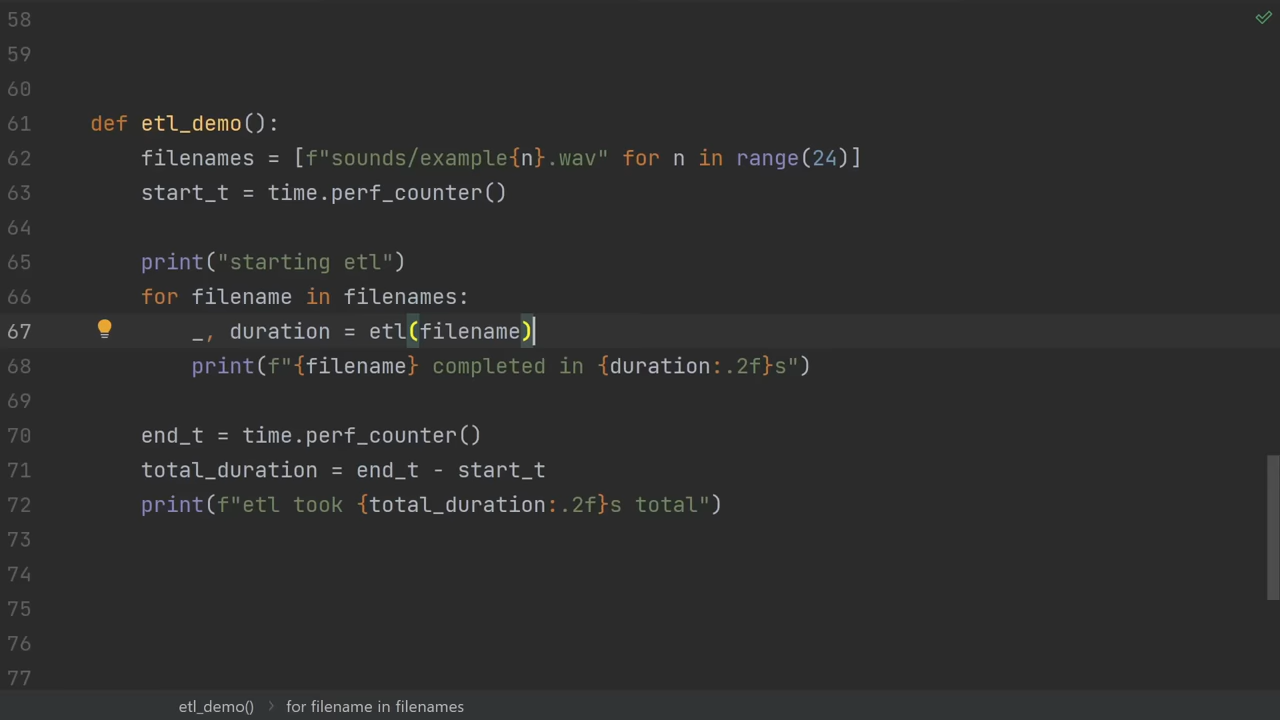 58
59
60
61 def etl_demo():
62 filenames = [f"sounds/example{n}.wav" for n in range(24)]
63 start_t = time.perf_counter()
64
65 print("starting etl")
66 for filename in filenames:
67 _, duration = etl(filename)
68 print(f"{filename} completed in {duration:.2f}s")
69
70 end_t = time.perf_counter()
71 total_duration = end_t - start_t
72 print(f"etl took {total_duration:.2f}s total")
73
74
75
76
77
etl_demo() > for filename in filenames